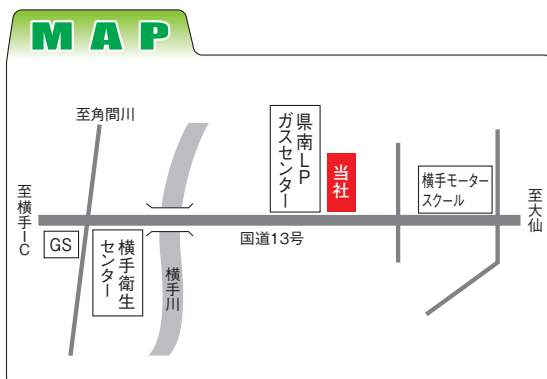 MAP
至角間川
県南LP
ガスセンター
当社
横手モーター
スクール
至横手IC
至大仙
GS
横手衛生
センター
横手川
国道13号